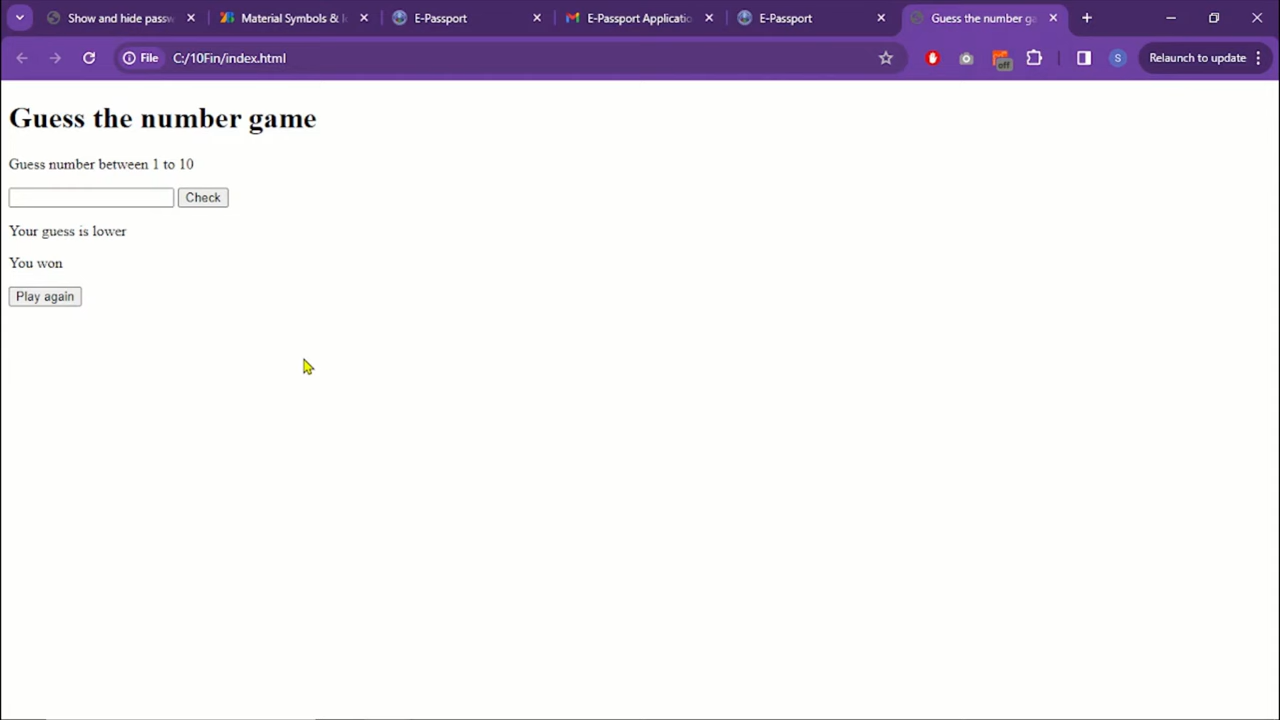 Show and hide passw
Material Symbols & I
E-Passport
E-Passport Applicatio
E-Passport
Guess the number ga
File
C:/10Fin/index.html
off
S
Relaunch to update
Guess the number game
Guess number between 1 to 10
Check
Your guess is lower
You won
Play again